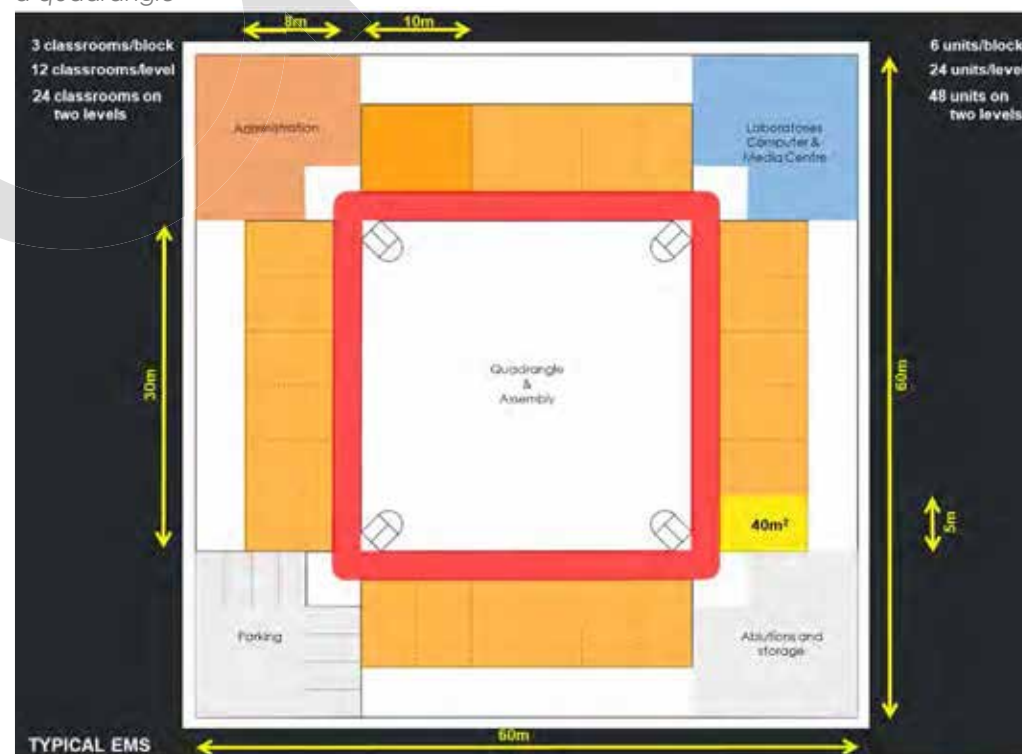 a quadrangle
8m
10m
3 classrooms/block
12 classrooms/level
24 classrooms on
two levels
6 units/block
24 units/level
48 units on
two levels
Administration
Laboratories
Computer &
Media Centre
30m
Quadrangle
&
Assembly
60m
40m²
5m
Parking
Ablutions and
storage
TYPICAL EMS
60m